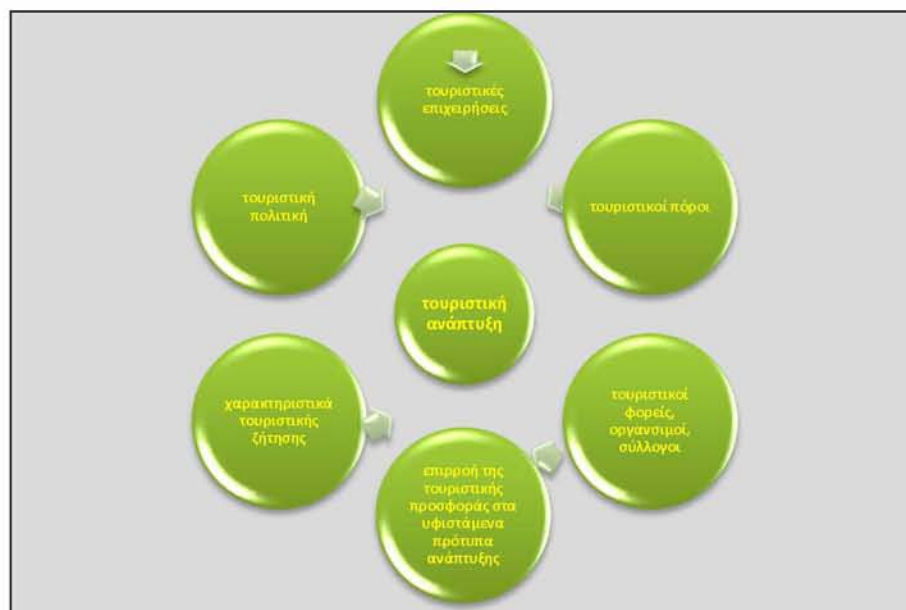 τουριστικές
επιχειρήσεις
τουριστική
πολιτική
τουριστικοί πόροι
τουριστική
ανάπτυξη
χαρακτηριστικά
τουριστικής
ζήτησης
τουριστικοί
φορείς,
οργανσιμοί,
σύλλογοι
επιρροή της
τουριστικής
προσφοράς στα
υφιστάμενα
πρότυπα
ανάπτυξης